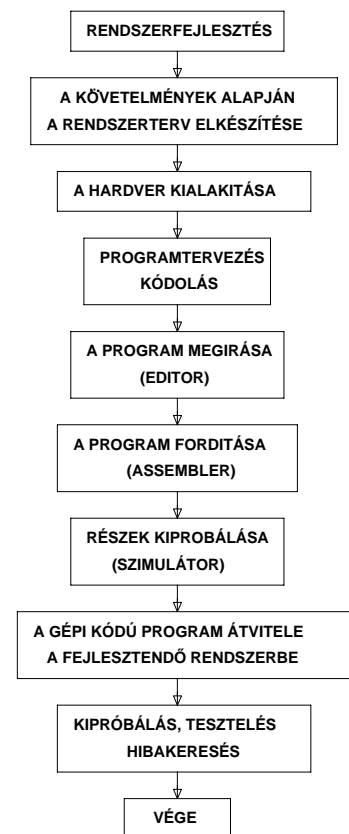 RENDSZERFEJLESZTÉS
A KÖVETELMÉNYEK ALAPJÁN
A RENDSZERTERV ELKÉSZÍTÉSE
A HARDVER KIALAKITÁSA
PROGRAMTERVEZÉS
KÓDOLÁS
A PROGRAM MEGIRÁSA
(EDITOR)
A PROGRAM FORDITÁSA
(ASSEMBLER)
RÉSZEK KIPROBÁLÁSA
(SZIMULÁTOR)
A GÉPI KÓDÚ PROGRAM ÁTVITELE
A FEJLESZTENDŐ RENDSZERBE
KIPRÓBÁLÁS, TESZTELÉS
HIBAKERESÉS
VÉGE